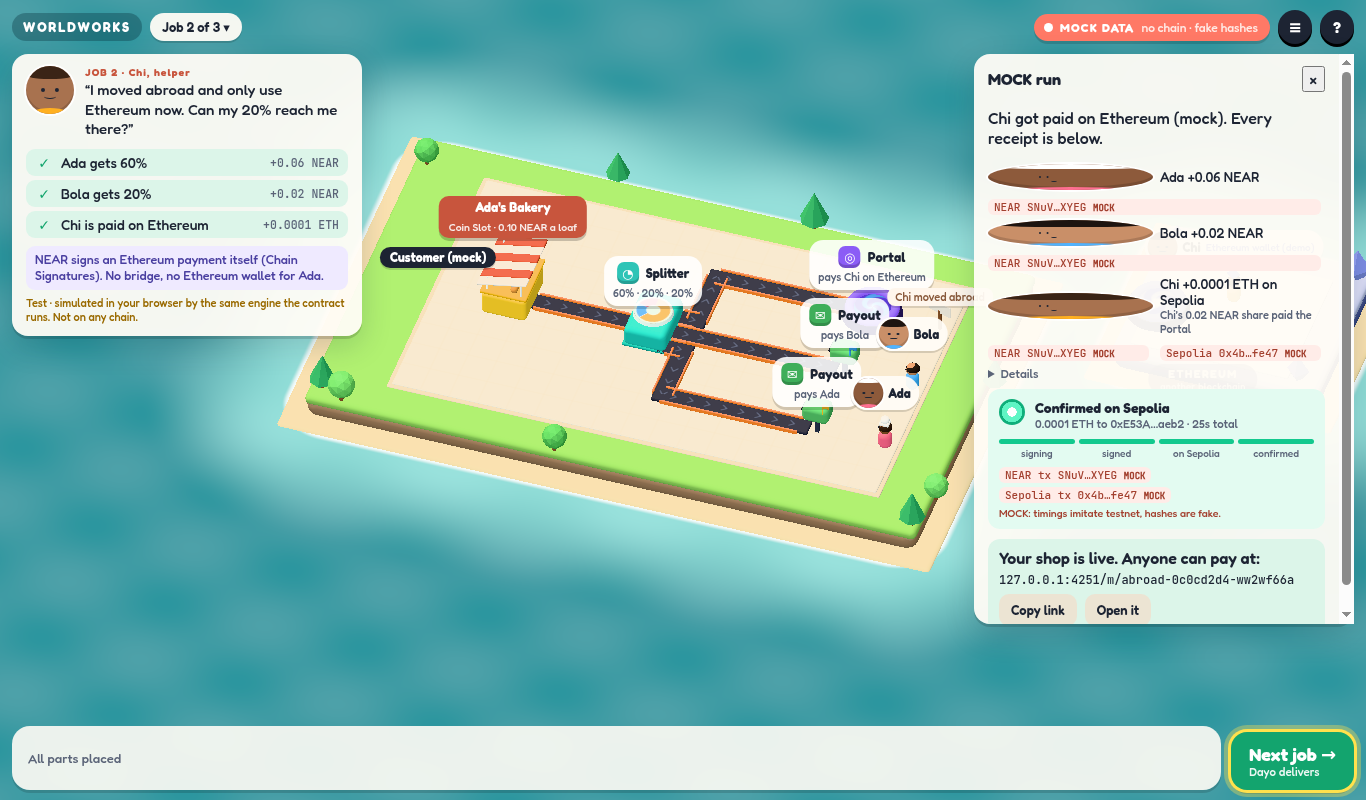 WORLDWORKS
Job 2 of 3 ▾
MOCK DATA no chain · fake hashes
☰
?
JOB 2 · Chi, helper
“I moved abroad and only use
Ethereum now. Can my 20% reach me
there?”
✓ Ada gets 60% +0.06 NEAR
✓ Bola gets 20% +0.02 NEAR
✓ Chi is paid on Ethereum +0.0001 ETH
NEAR signs an Ethereum payment itself (Chain
Signatures). No bridge, no Ethereum wallet for Ada.
Test · simulated in your browser by the same engine the contract
runs. Not on any chain.
Ada's Bakery
Coin Slot · 0.10 NEAR a loaf
Customer (mock)
Splitter
60% · 20% · 20%
Portal
pays Chi on Ethereum
Chi moved abroa
Payout
pays Bola
Bola
Payout
pays Ada
Ada
MOCK run
×
Chi got paid on Ethereum (mock). Every
receipt is below.
Ada +0.06 NEAR
NEAR SNuV…XYEG MOCK
Bola +0.02 NEAR
NEAR SNuV…XYEG MOCK
Chi +0.0001 ETH on
Sepolia
Chi's 0.02 NEAR share paid the
Portal
NEAR SNuV…XYEG MOCK
Sepolia 0x4b…fe47 MOCK
▶ Details
Confirmed on Sepolia
0.0001 ETH to 0xE53A…aeb2 · 25s total
signing signed on Sepolia confirmed
NEAR tx SNuV…XYEG MOCK
Sepolia tx 0x4b…fe47 MOCK
MOCK: timings imitate testnet, hashes are fake.
Your shop is live. Anyone can pay at:
127.0.0.1:4251/m/abroad-0c0cd2d4-ww2wf66a
Copy link
Open it
All parts placed
Next job →
Dayo delivers